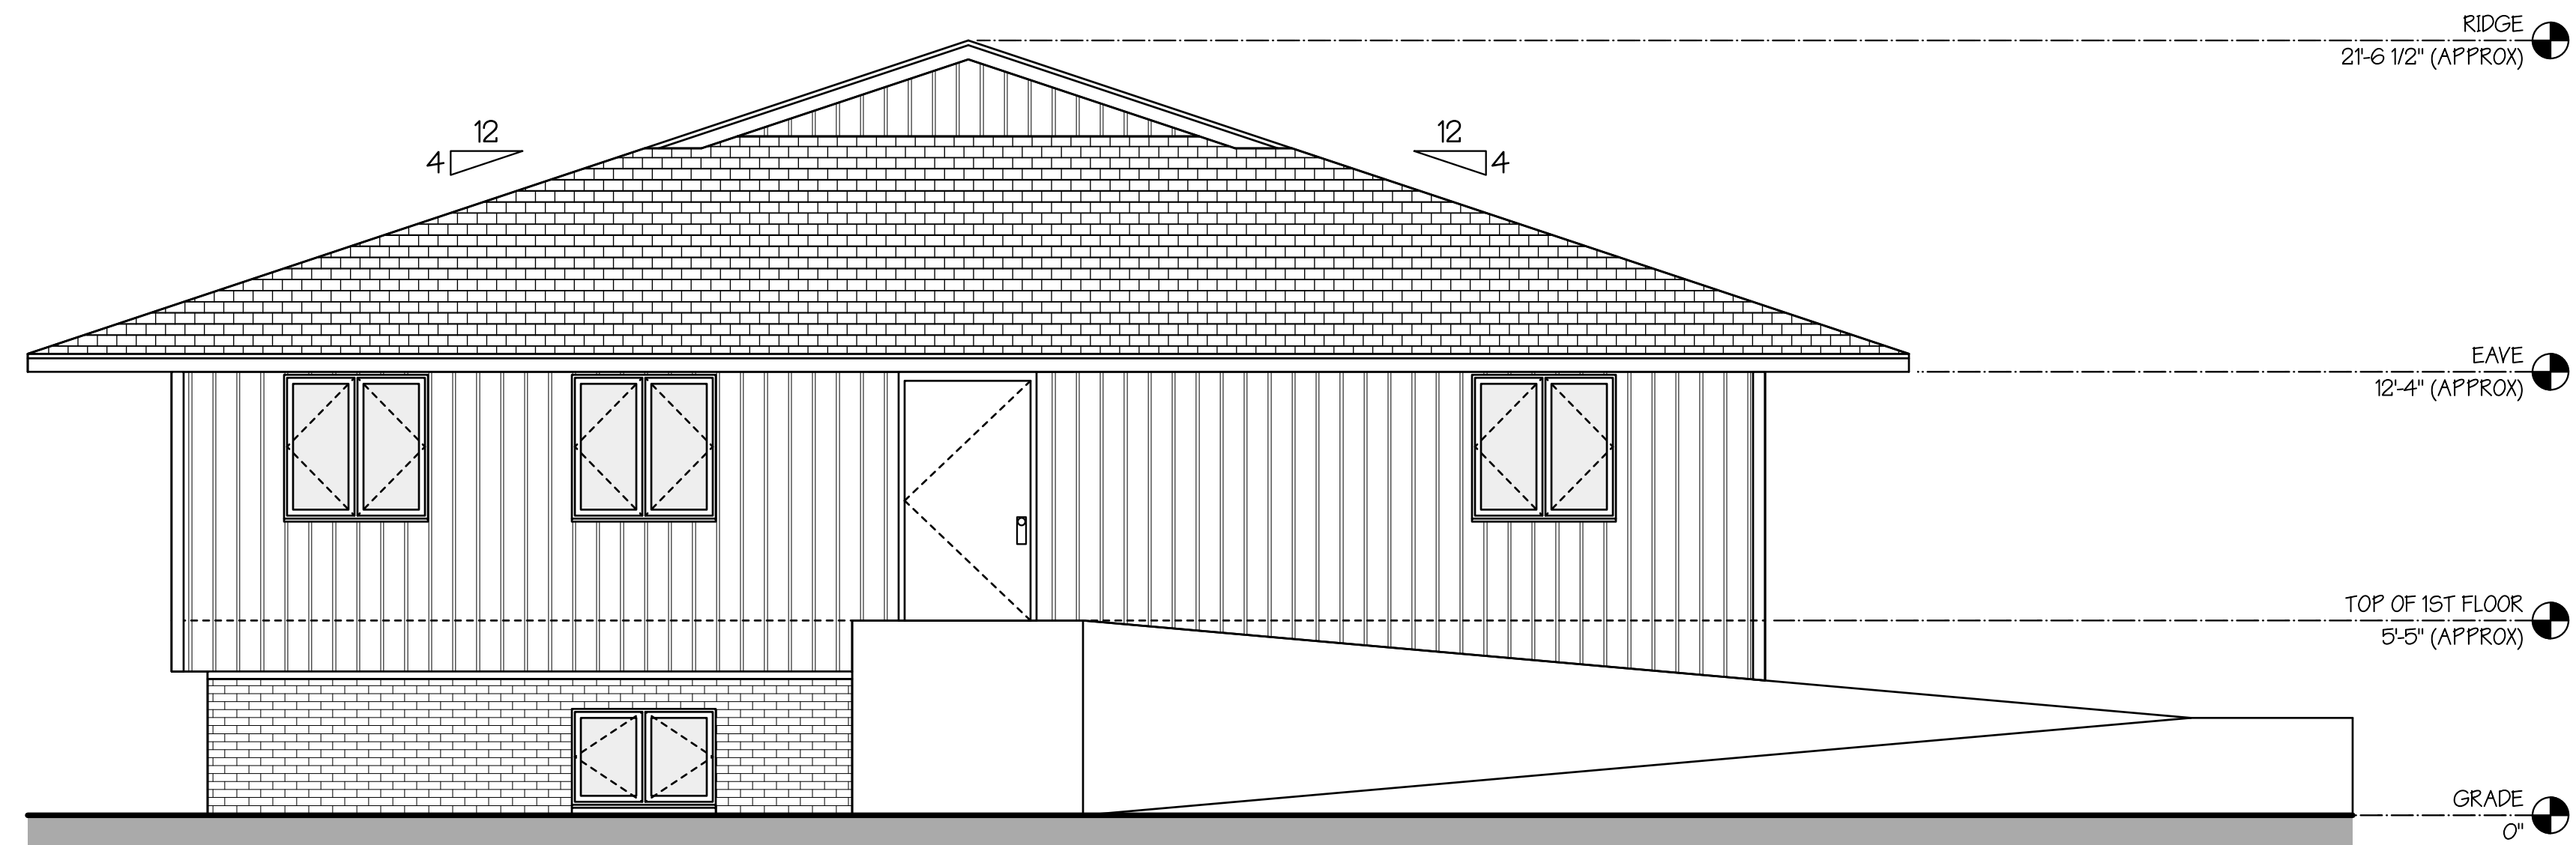 RIDGE
21'-6 1/2" (APPROX)
12
4
12
4
EAVE
12'-4" (APPROX)
TOP OF 1ST FLOOR
5'-5" (APPROX)
GRADE
0"